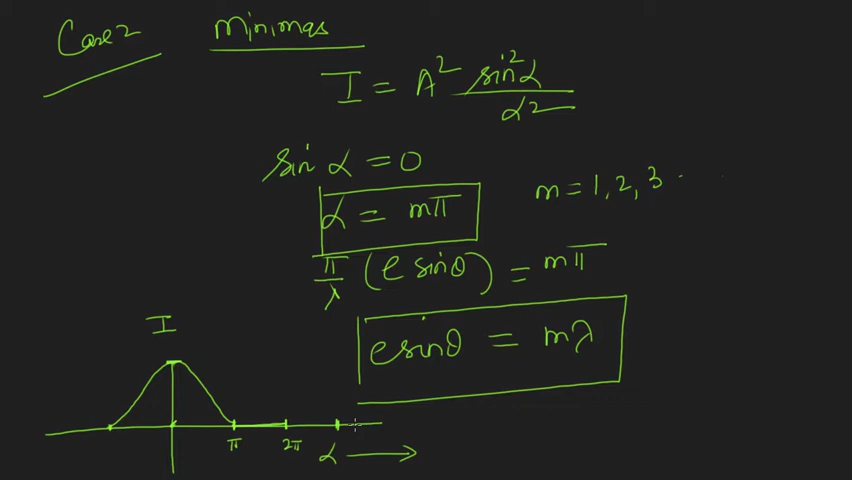 Case 2 Minimas
I = A² sin²α / α²
sin α = 0
α = mπ m = 1, 2, 3 -
π/λ (e sinθ) = mπ
e sinθ = mλ
I
π 2π
α